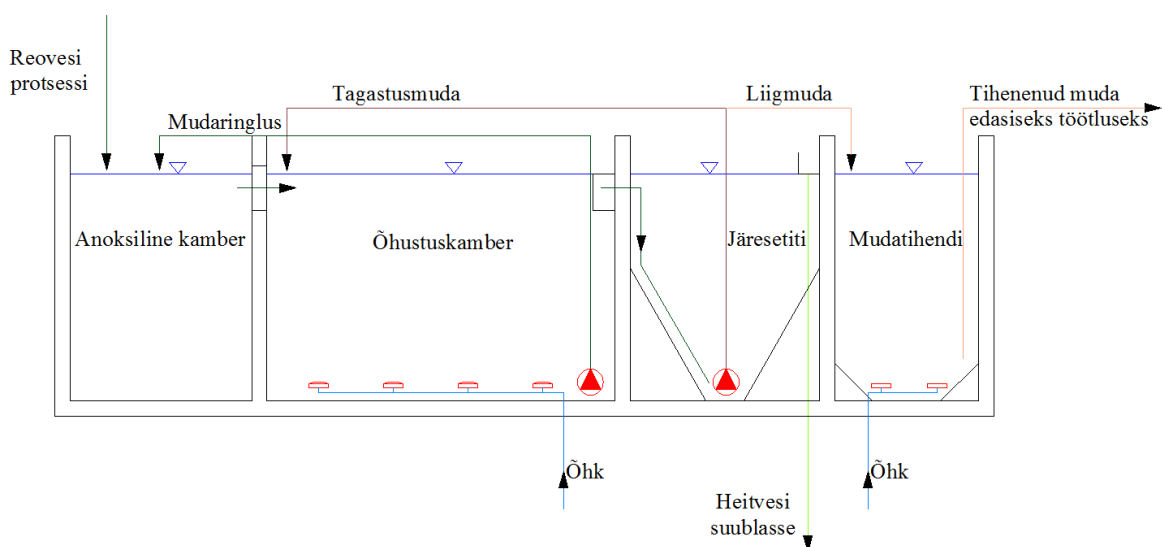 Reovesi
protsessi
Mudaringlus
Tagastusmuda
Liigmuda
Tihenenud muda
edasiseks töötluseks
Anoksiline kamber
Õhustuskamber
Järesetiti
Mudatihendi
Õhk
Heitvesi
suublasse
Õhk